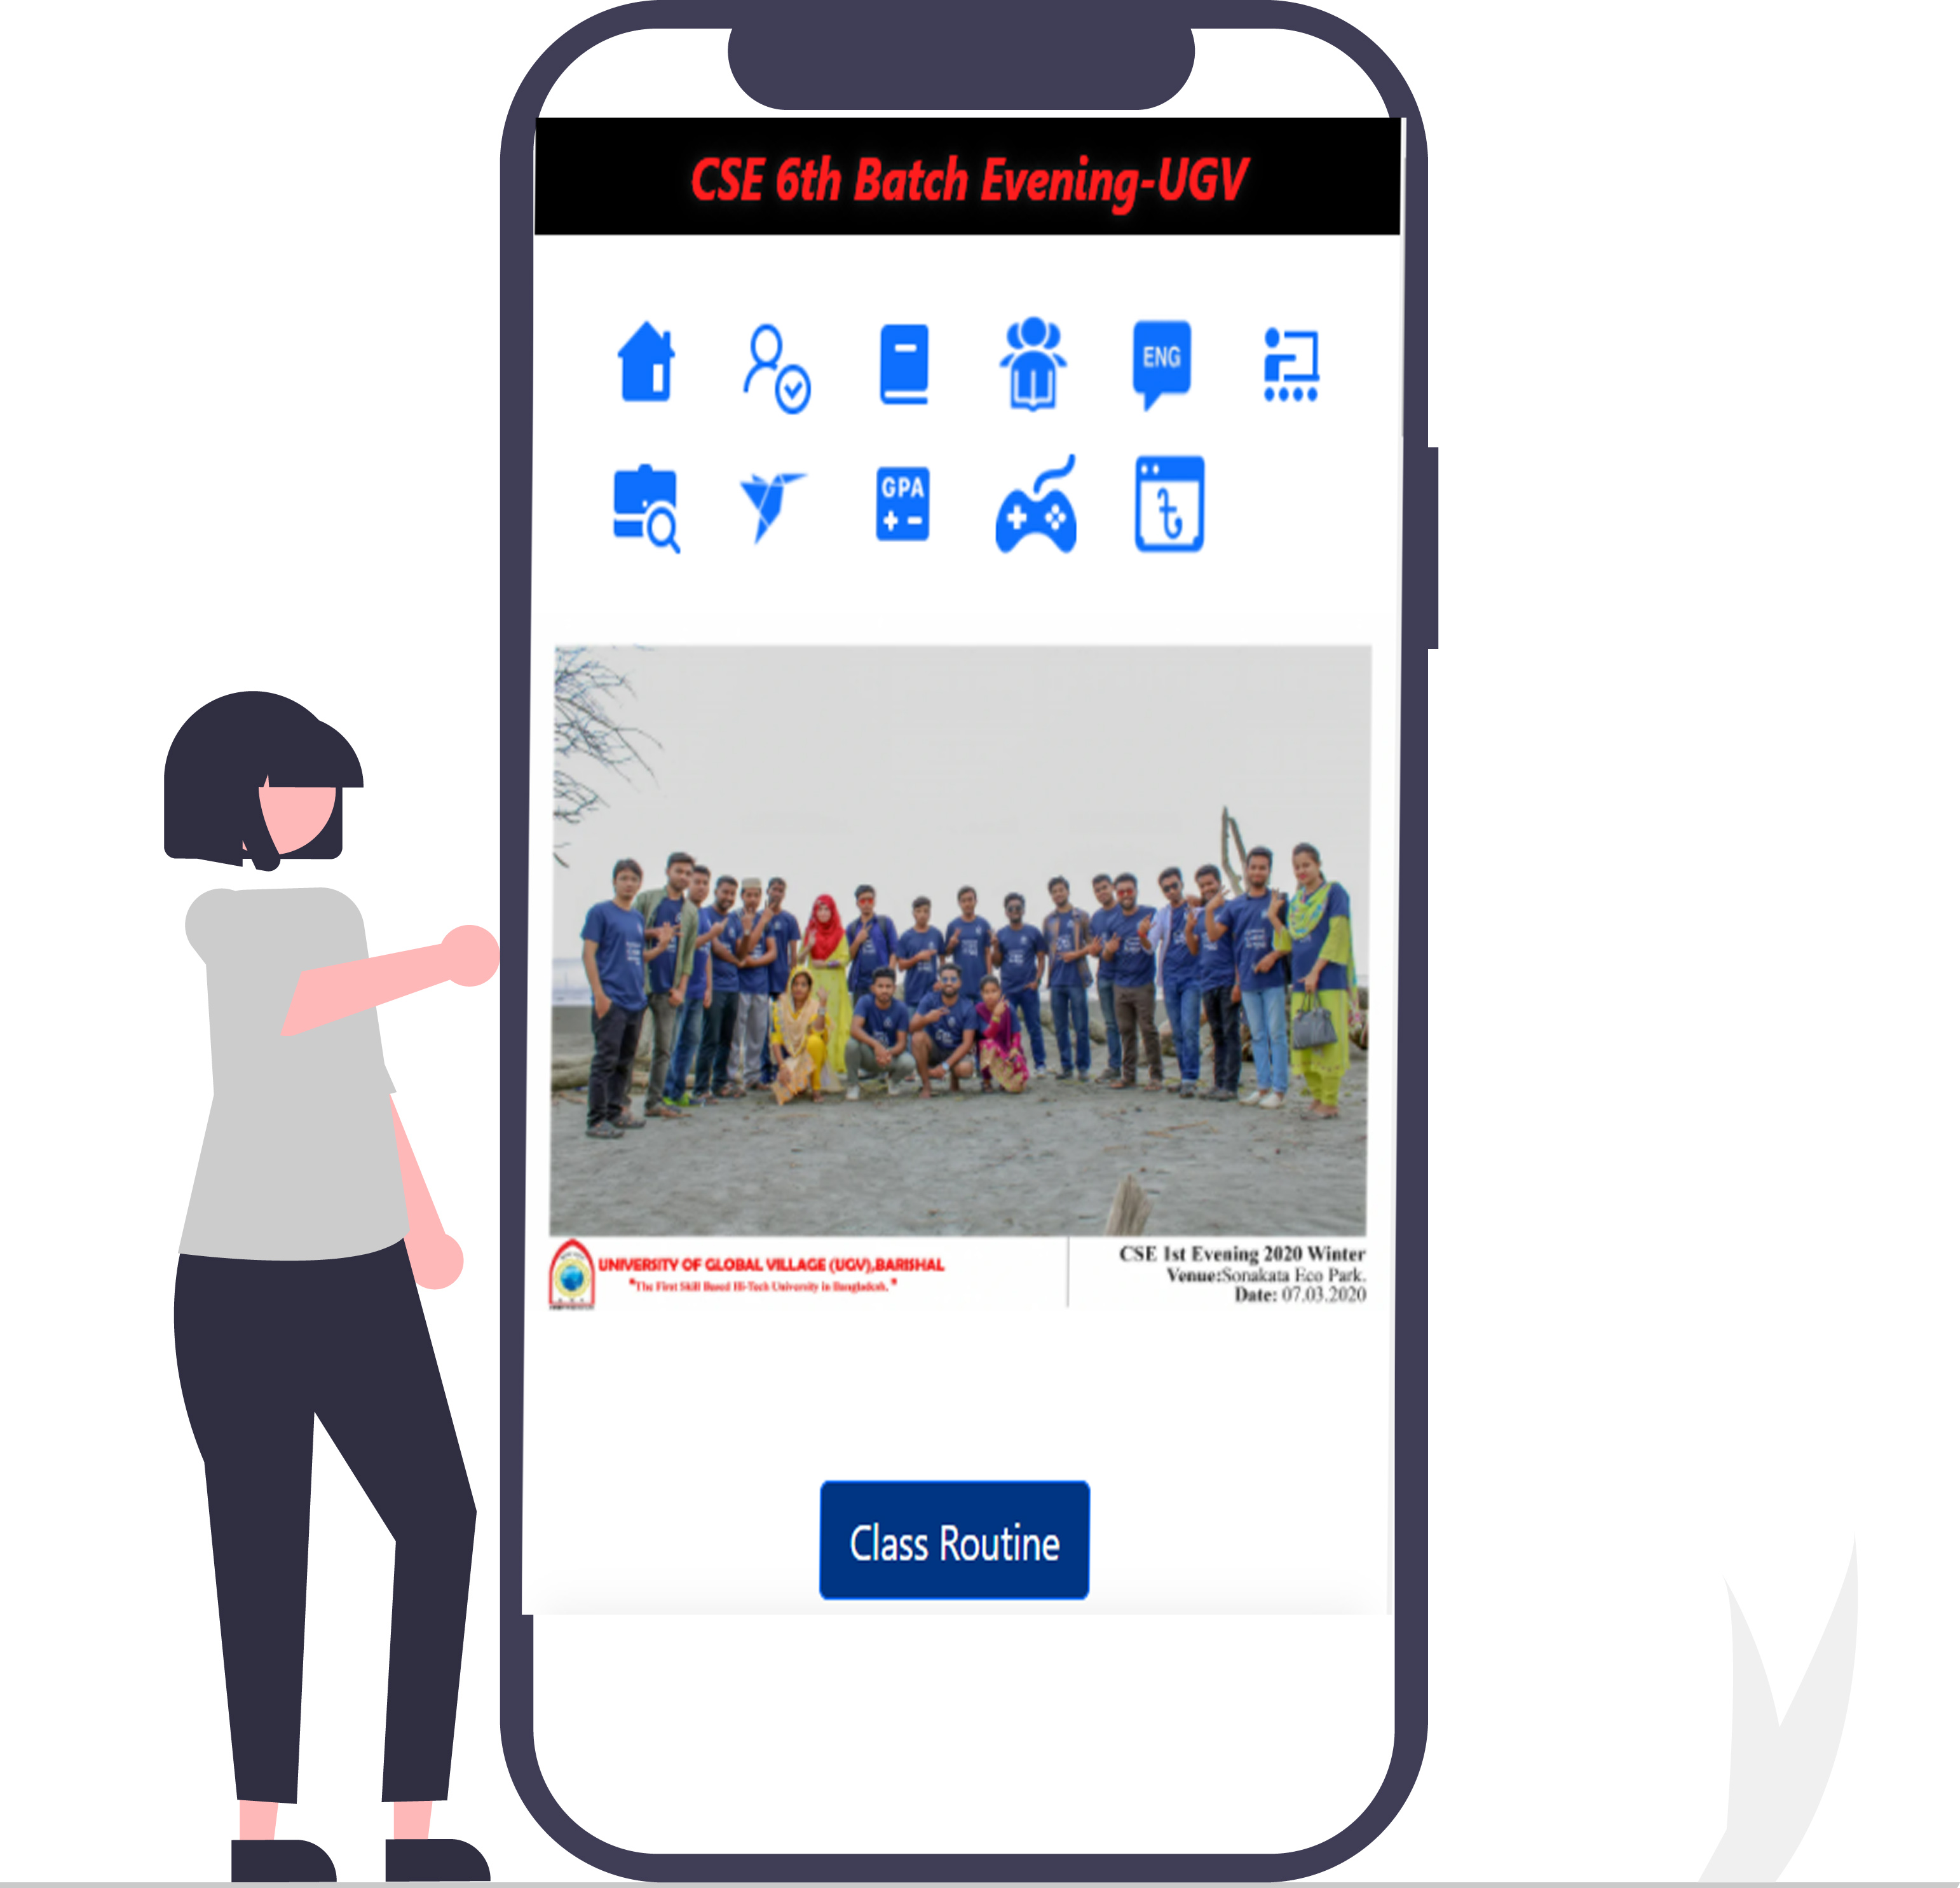 CSE 6th Batch Evening-UGV
ENG
GPA
UNIVERSITY OF GLOBAL VILLAGE (UGV),BARISHAL
"The First Skill Based Hi-Tech University in Bangladesh."
CSE 1st Evening 2020 Winter
Venue:Sonakata Eco Park.
Date: 07.03.2020
Class Routine